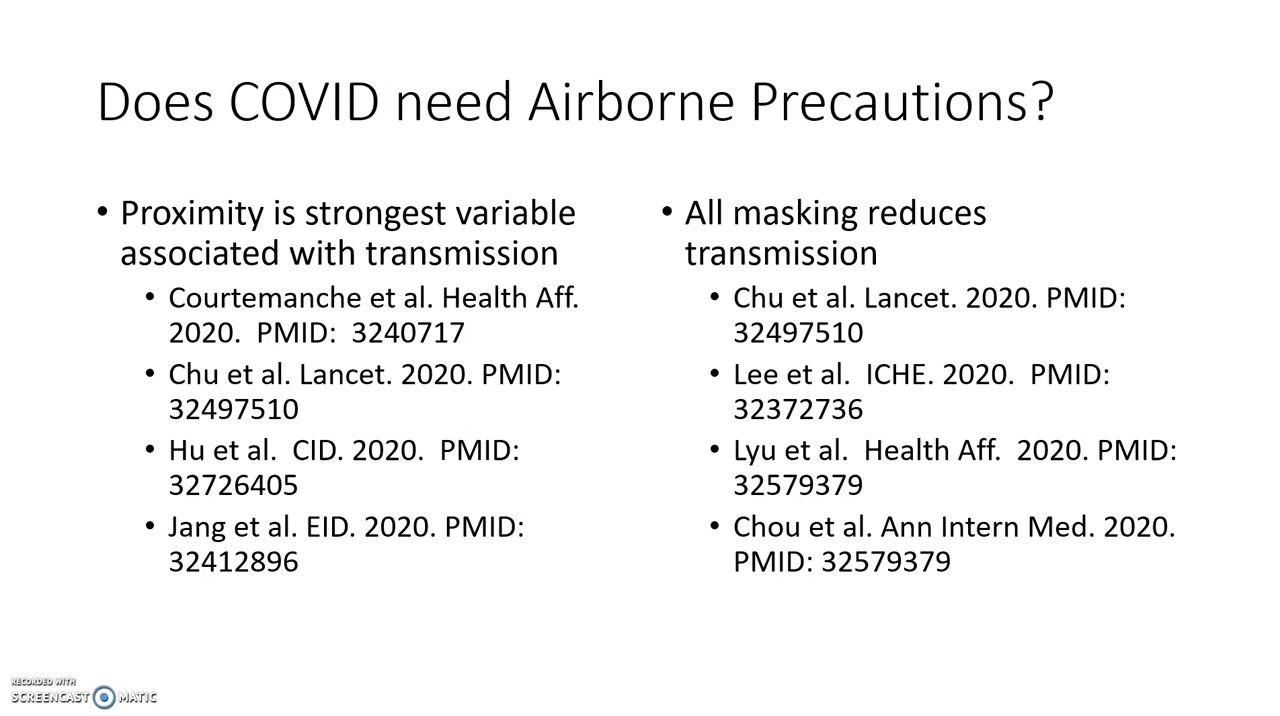 Does COVID need Airborne Precautions?
• Proximity is strongest variable
associated with transmission
• Courtemanche et al. Health Aff.
2020.  PMID:  3240717
• Chu et al. Lancet. 2020. PMID:
32497510
• Hu et al.  CID. 2020.  PMID:
32726405
• Jang et al. EID. 2020. PMID:
32412896
• All masking reduces
transmission
• Chu et al. Lancet. 2020. PMID:
32497510
• Lee et al.  ICHE. 2020.  PMID:
32372736
• Lyu et al.  Health Aff.  2020. PMID:
32579379
• Chou et al. Ann Intern Med. 2020.
PMID: 32579379
RECORDED WITH
SCREENCAST MATIC